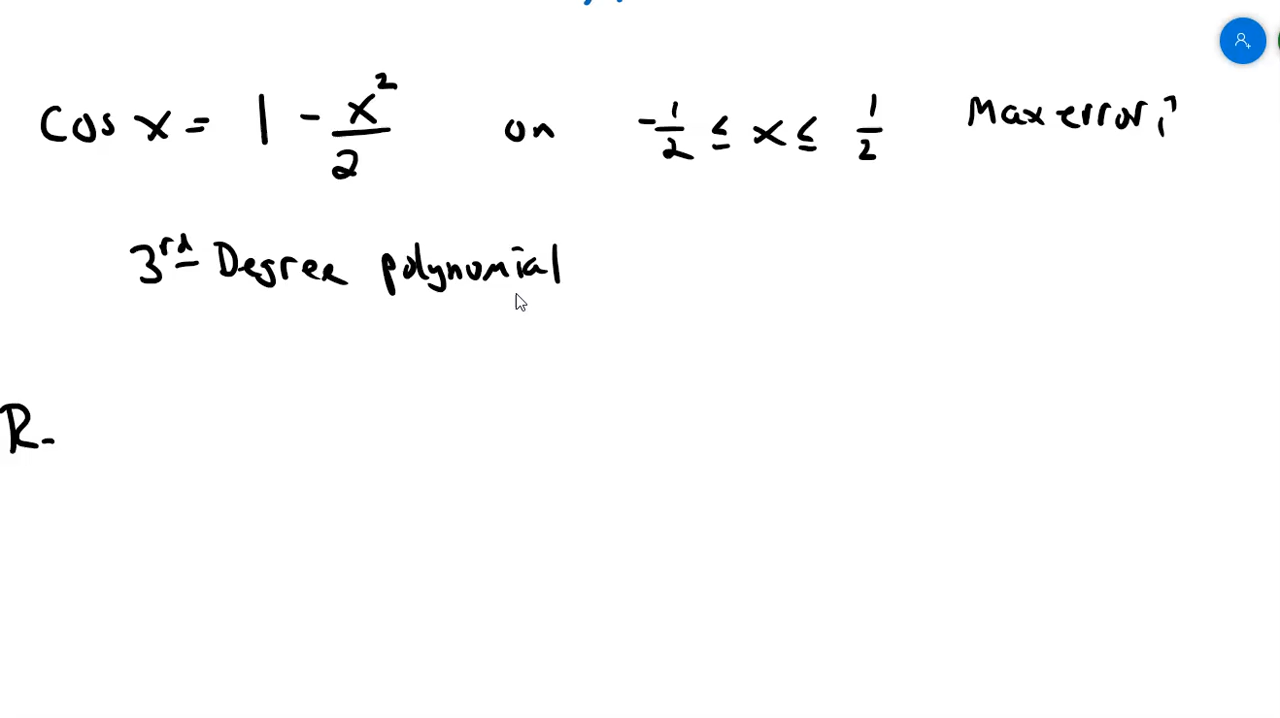 Cos x = 1 - x²/2 on -1/2 ≤ x ≤ 1/2 Max error?
3rd Degree polynomial
R